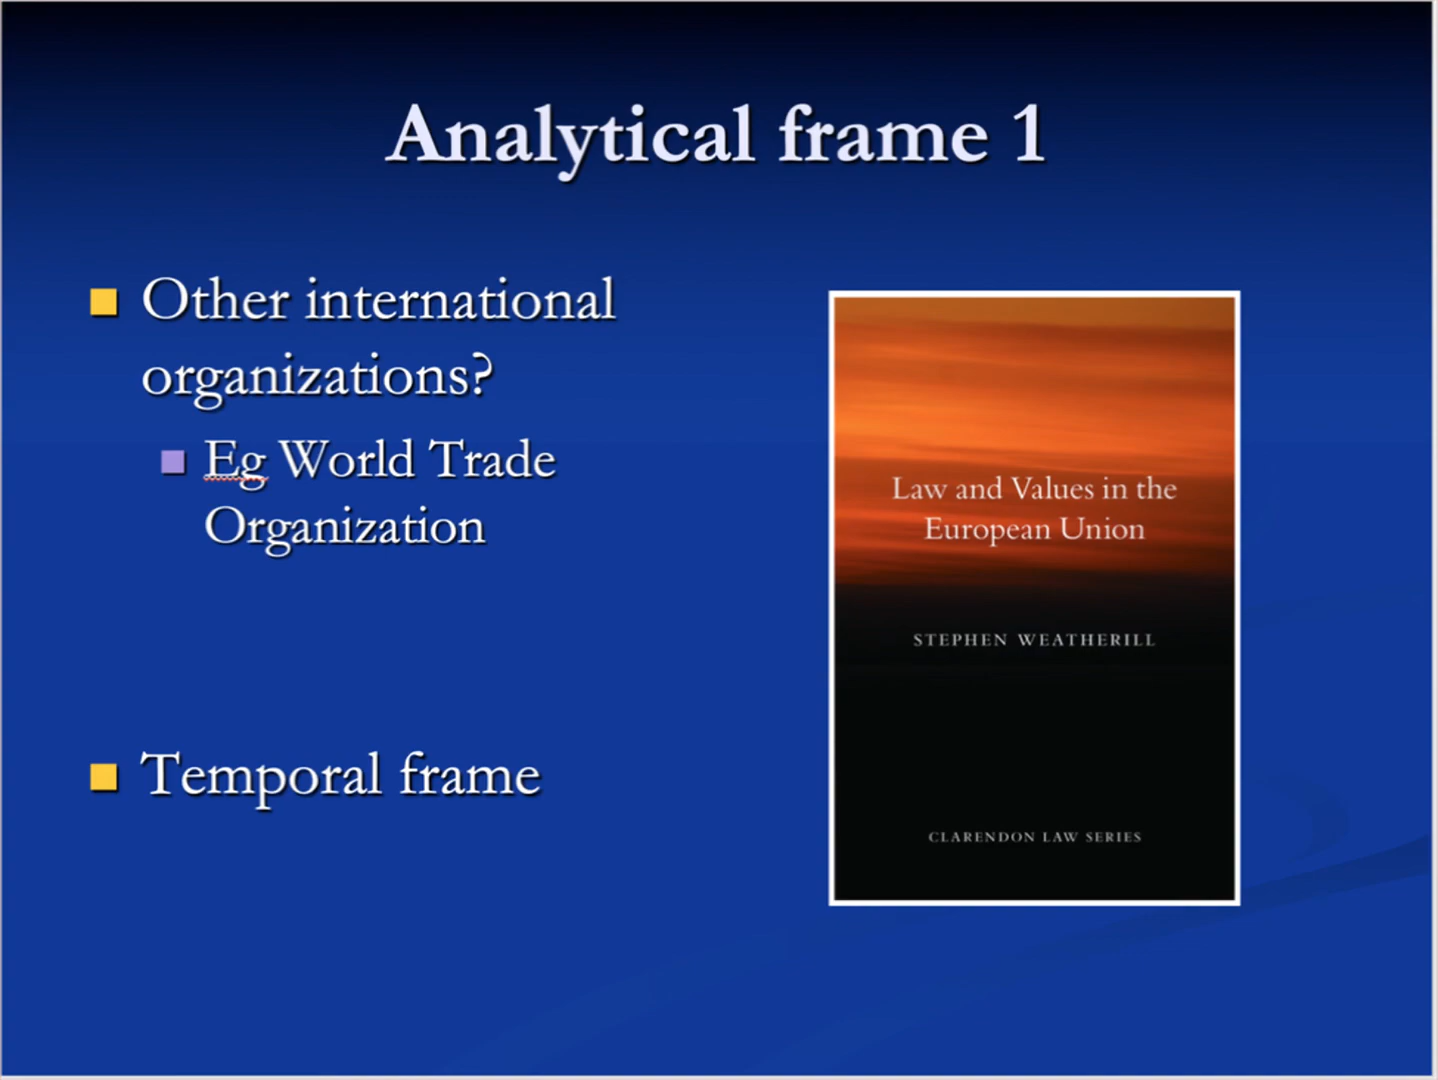 Analytical frame 1
Other international
organizations?
Eg World Trade
Organization
Temporal frame
Law and Values in the
European Union
STEPHEN WEATHERILL
CLARENDON LAW SERIES